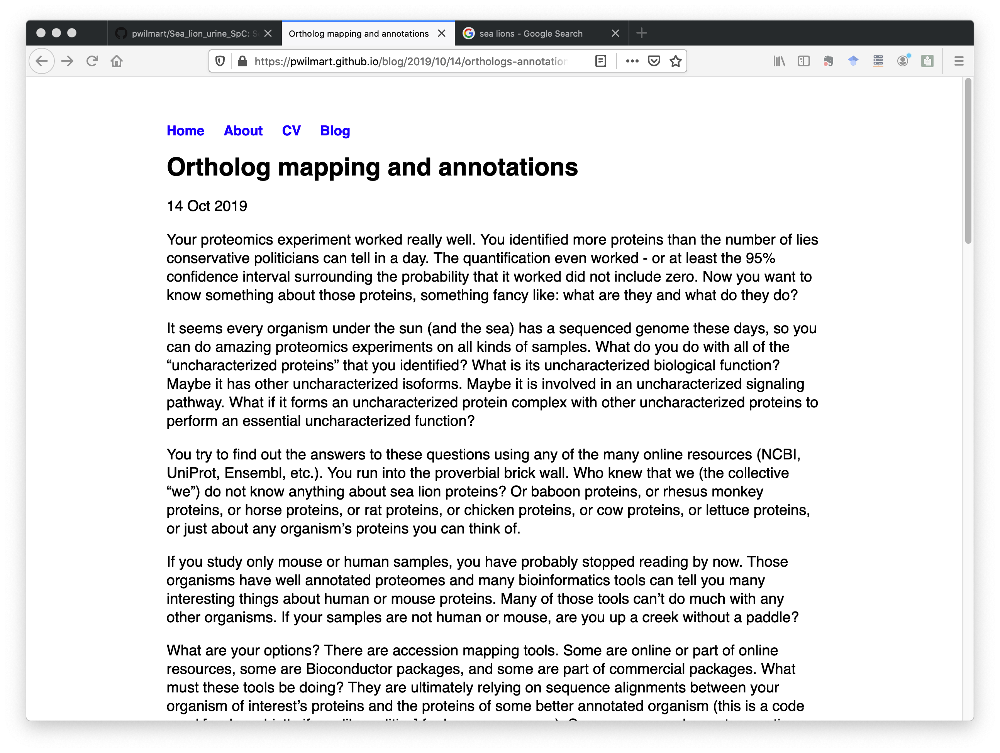 pwilmart/Sea_lion_urine_SpC:
Ortholog mapping and annotations
sea lions - Google Search
https://pwilmart.github.io/blog/2019/10/14/orthologs-annotation
Home About CV Blog
Ortholog mapping and annotations
14 Oct 2019
Your proteomics experiment worked really well. You identified more proteins than the number of lies
conservative politicians can tell in a day. The quantification even worked - or at least the 95%
confidence interval surrounding the probability that it worked did not include zero. Now you want to
know something about those proteins, something fancy like: what are they and what do they do?
It seems every organism under the sun (and the sea) has a sequenced genome these days, so you
can do amazing proteomics experiments on all kinds of samples. What do you do with all of the
“uncharacterized proteins” that you identified? What is its uncharacterized biological function?
Maybe it has other uncharacterized isoforms. Maybe it is involved in an uncharacterized signaling
pathway. What if it forms an uncharacterized protein complex with other uncharacterized proteins to
perform an essential uncharacterized function?
You try to find out the answers to these questions using any of the many online resources (NCBI,
UniProt, Ensembl, etc.). You run into the proverbial brick wall. Who knew that we (the collective
“we”) do not know anything about sea lion proteins? Or baboon proteins, or rhesus monkey
proteins, or horse proteins, or rat proteins, or chicken proteins, or cow proteins, or lettuce proteins,
or just about any organism’s proteins you can think of.
If you study only mouse or human samples, you have probably stopped reading by now. Those
organisms have well annotated proteomes and many bioinformatics tools can tell you many
interesting things about human or mouse proteins. Many of those tools can’t do much with any
other organisms. If your samples are not human or mouse, are you up a creek without a paddle?
What are your options? There are accession mapping tools. Some are online or part of online
resources, some are Bioconductor packages, and some are part of commercial packages. What
must these tools be doing? They are ultimately relying on sequence alignments between your
organism of interest’s proteins and the proteins of some better annotated organism (this is a code